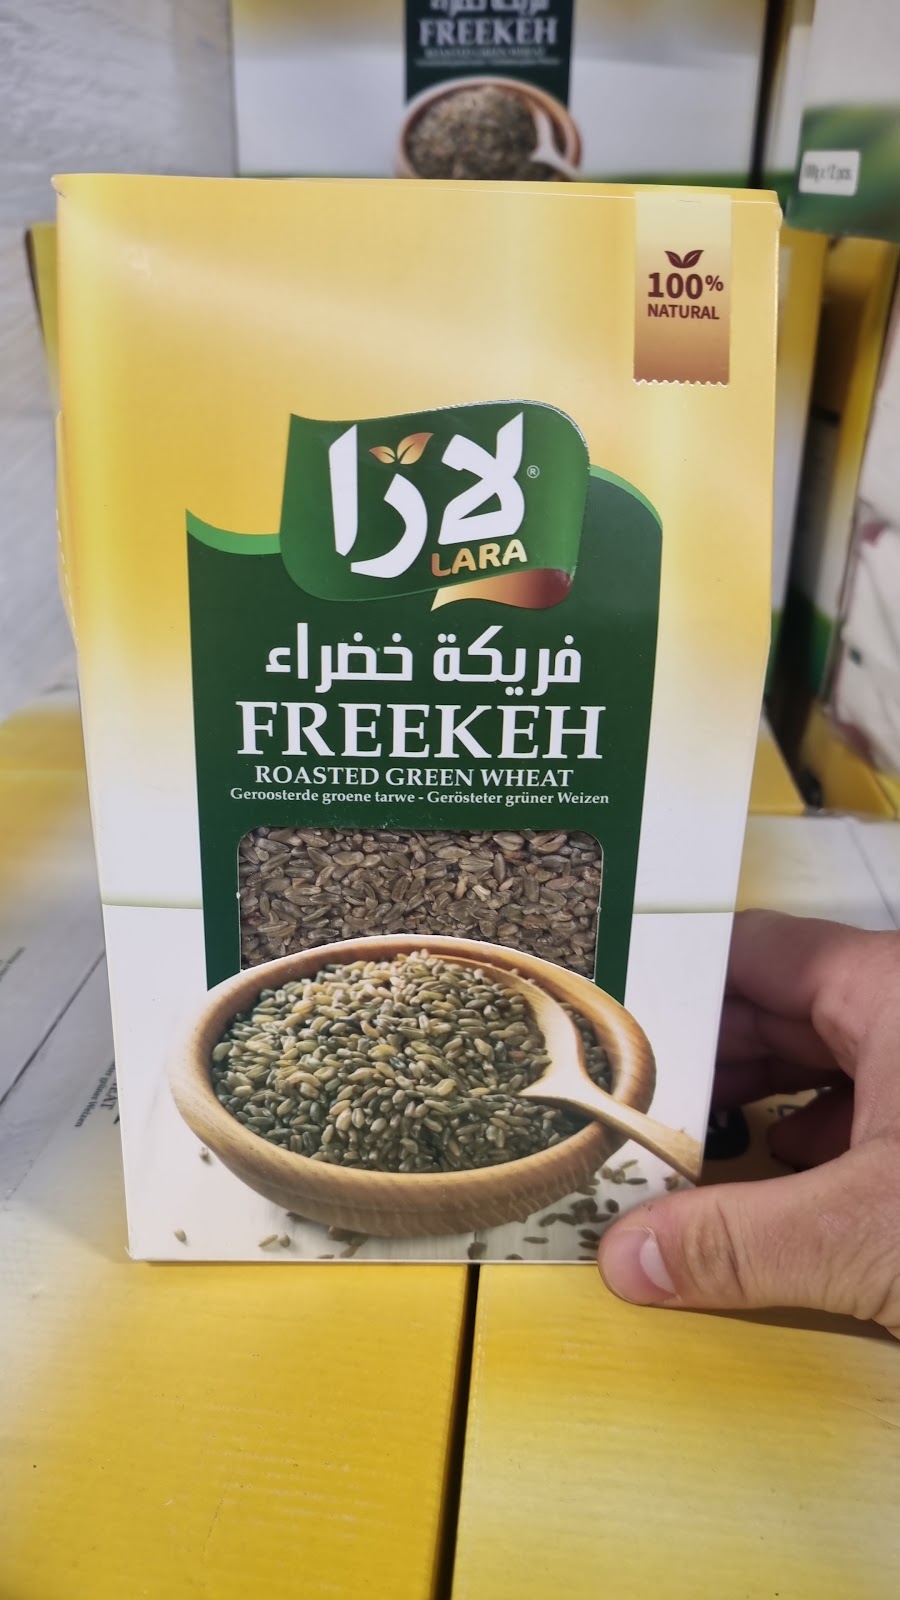 FREEKEH
ROASTED GREEN WHEAT
100%
NATURAL
لارا
®
LARA
فريكة خضراء
FREEKEH
ROASTED GREEN WHEAT
Geroosterde groene tarwe - Gerösteter grüner Weizen